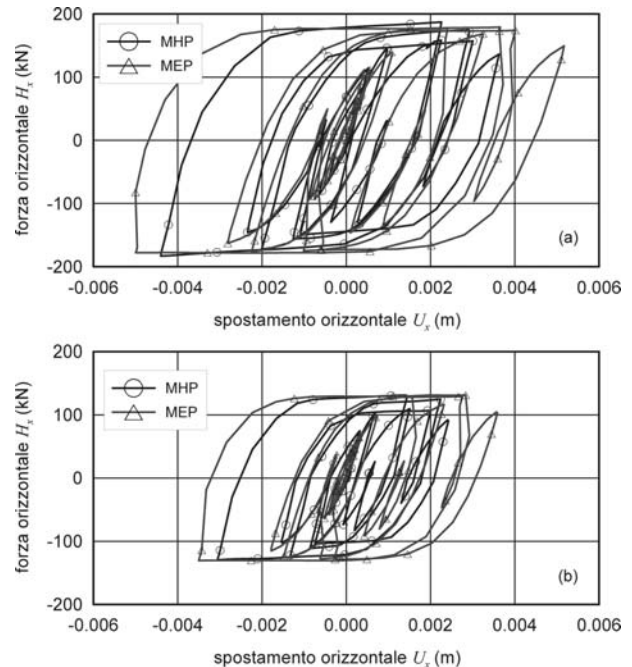 200
100
0
-100
-200
forza orizzontale Hx (kN)
MHP
MEP
(a)
-0.006 -0.004 -0.002 0.000 0.002 0.004 0.006
spostamento orizzontale Ux (m)
200
100
0
-100
-200
forza orizzontale Hx (kN)
MHP
MEP
(b)
-0.006 -0.004 -0.002 0.000 0.002 0.004 0.006
spostamento orizzontale Ux (m)